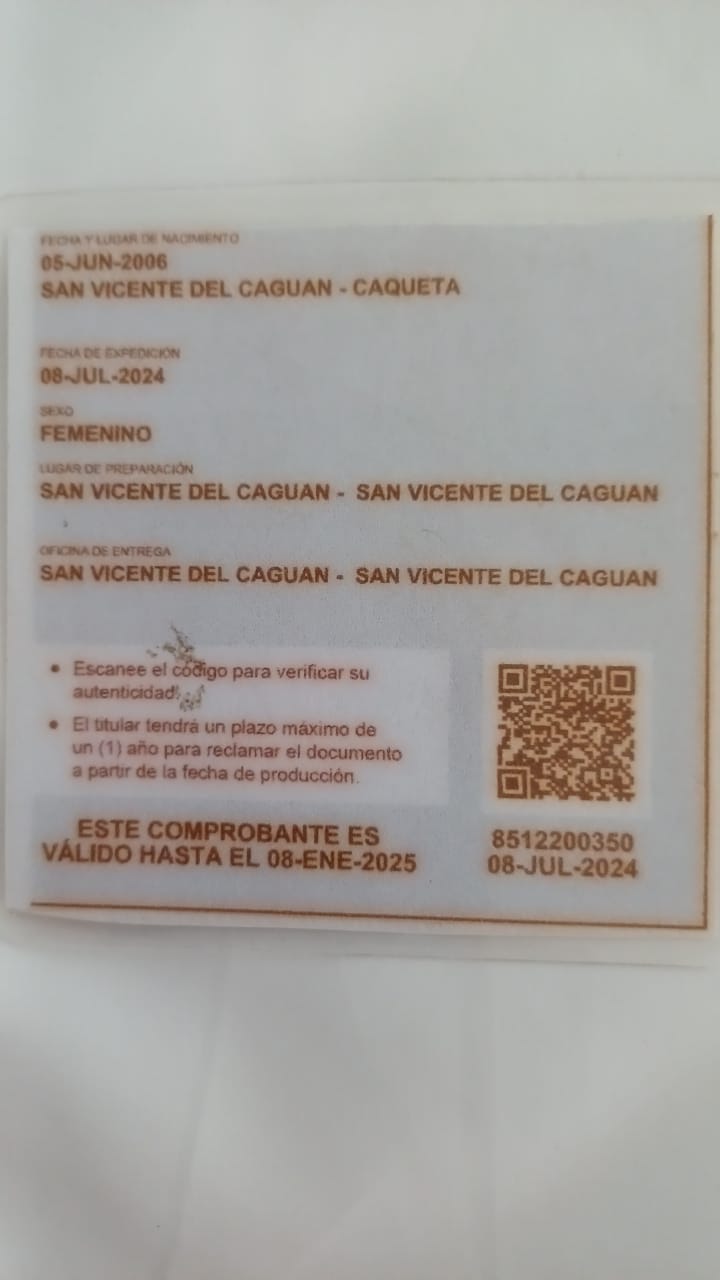 FECHA Y LUGAR DE NACIMIENTO
05-JUN-2006
SAN VICENTE DEL CAGUAN - CAQUETA
FECHA DE EXPEDICIÓN
08-JUL-2024
SEXO
FEMENINO
LUGAR DE PREPARACIÓN
SAN VICENTE DEL CAGUAN - SAN VICENTE DEL CAGUAN
OFICINA DE ENTREGA
SAN VICENTE DEL CAGUAN - SAN VICENTE DEL CAGUAN
• Escanee el código para verificar su
autenticidad.
• El titular tendrá un plazo máximo de
un (1) año para reclamar el documento
a partir de la fecha de producción.
ESTE COMPROBANTE ES
VÁLIDO HASTA EL 08-ENE-2025
8512200350
08-JUL-2024